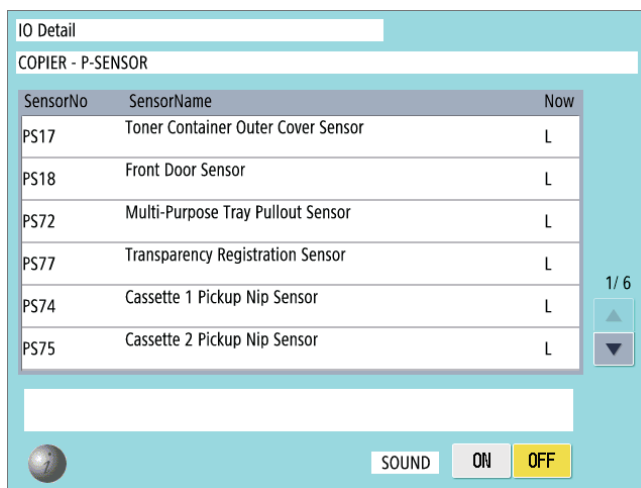 IO Detail
COPIER - P-SENSOR
SensorNo SensorName Now
PS17 Toner Container Outer Cover Sensor L
PS18 Front Door Sensor L
PS72 Multi-Purpose Tray Pullout Sensor L
PS77 Transparency Registration Sensor L
PS74 Cassette 1 Pickup Nip Sensor L
PS75 Cassette 2 Pickup Nip Sensor L
1/ 6
i
SOUND ON OFF